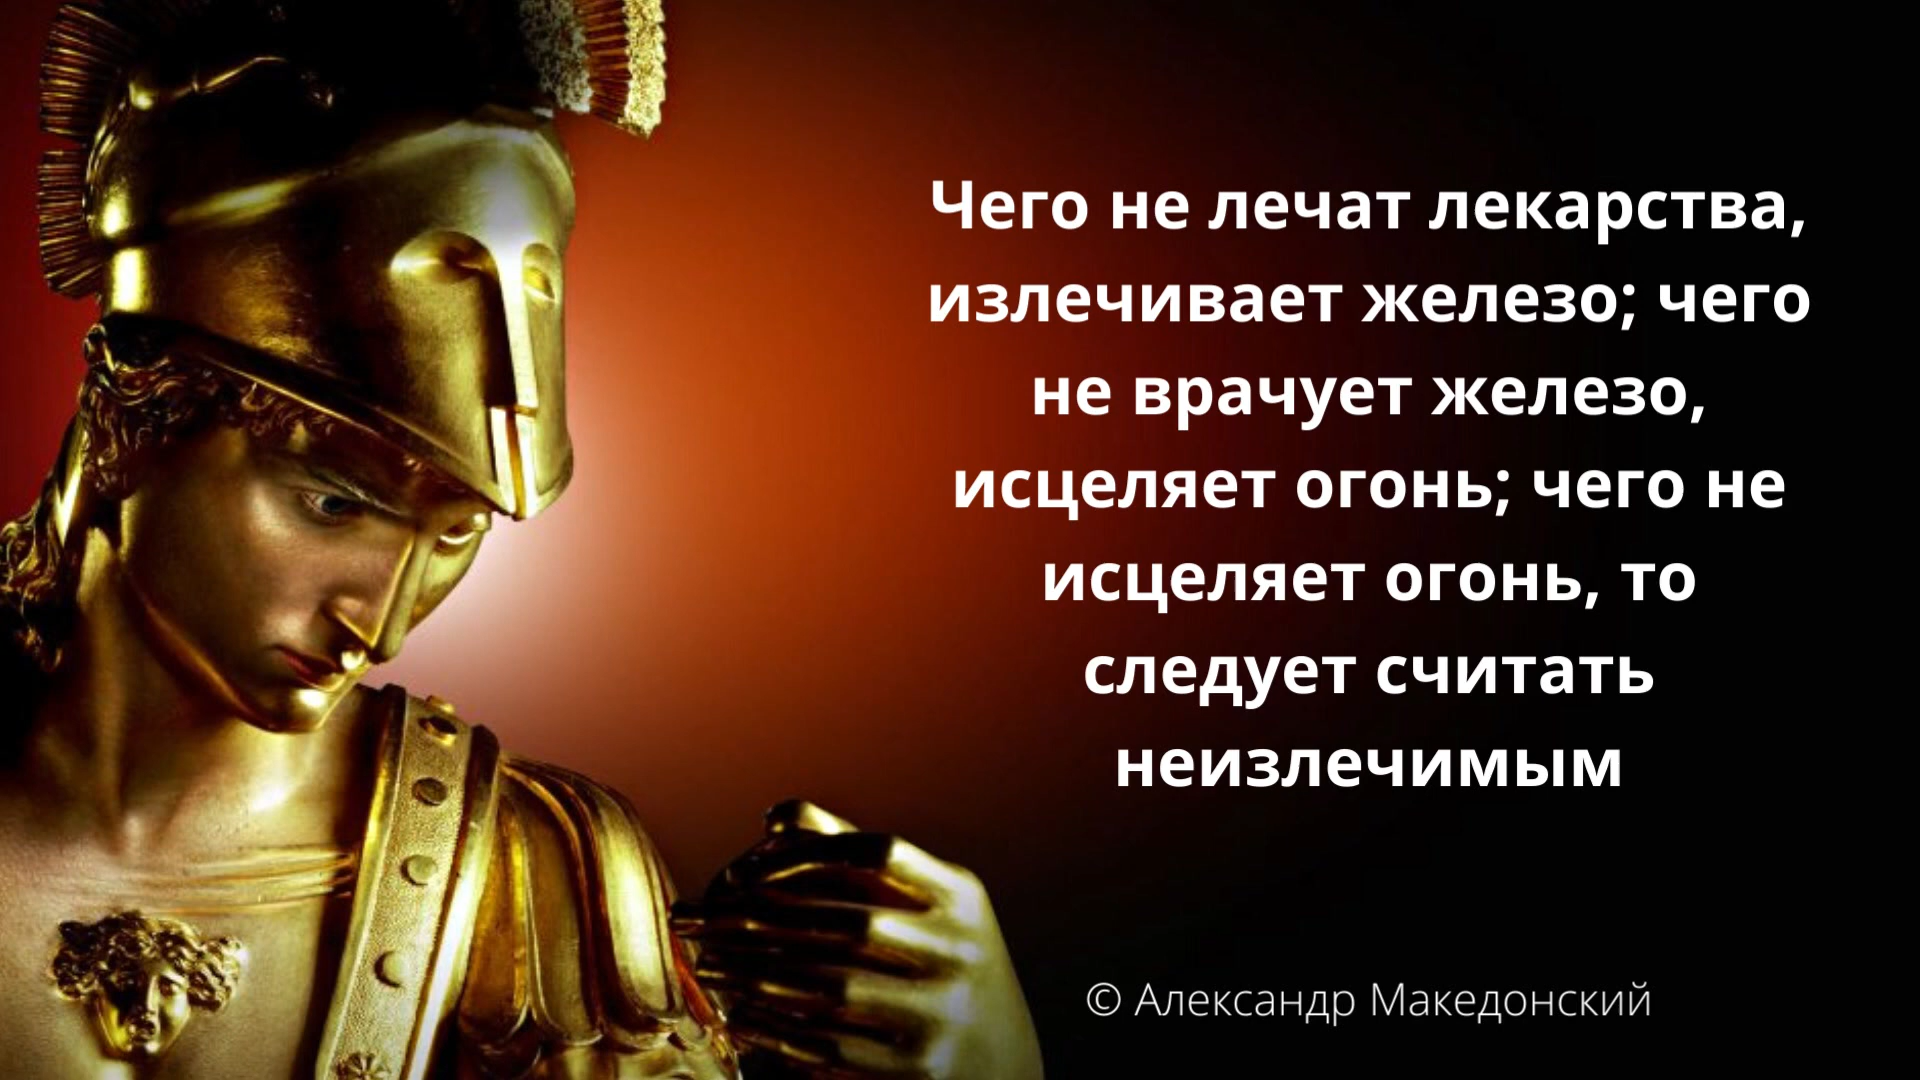 Чего не лечат лекарства,
излечивает железо; чего
не врачует железо,
исцеляет огонь; чего не
исцеляет огонь, то
следует считать
неизлечимым
© Александр Македонский